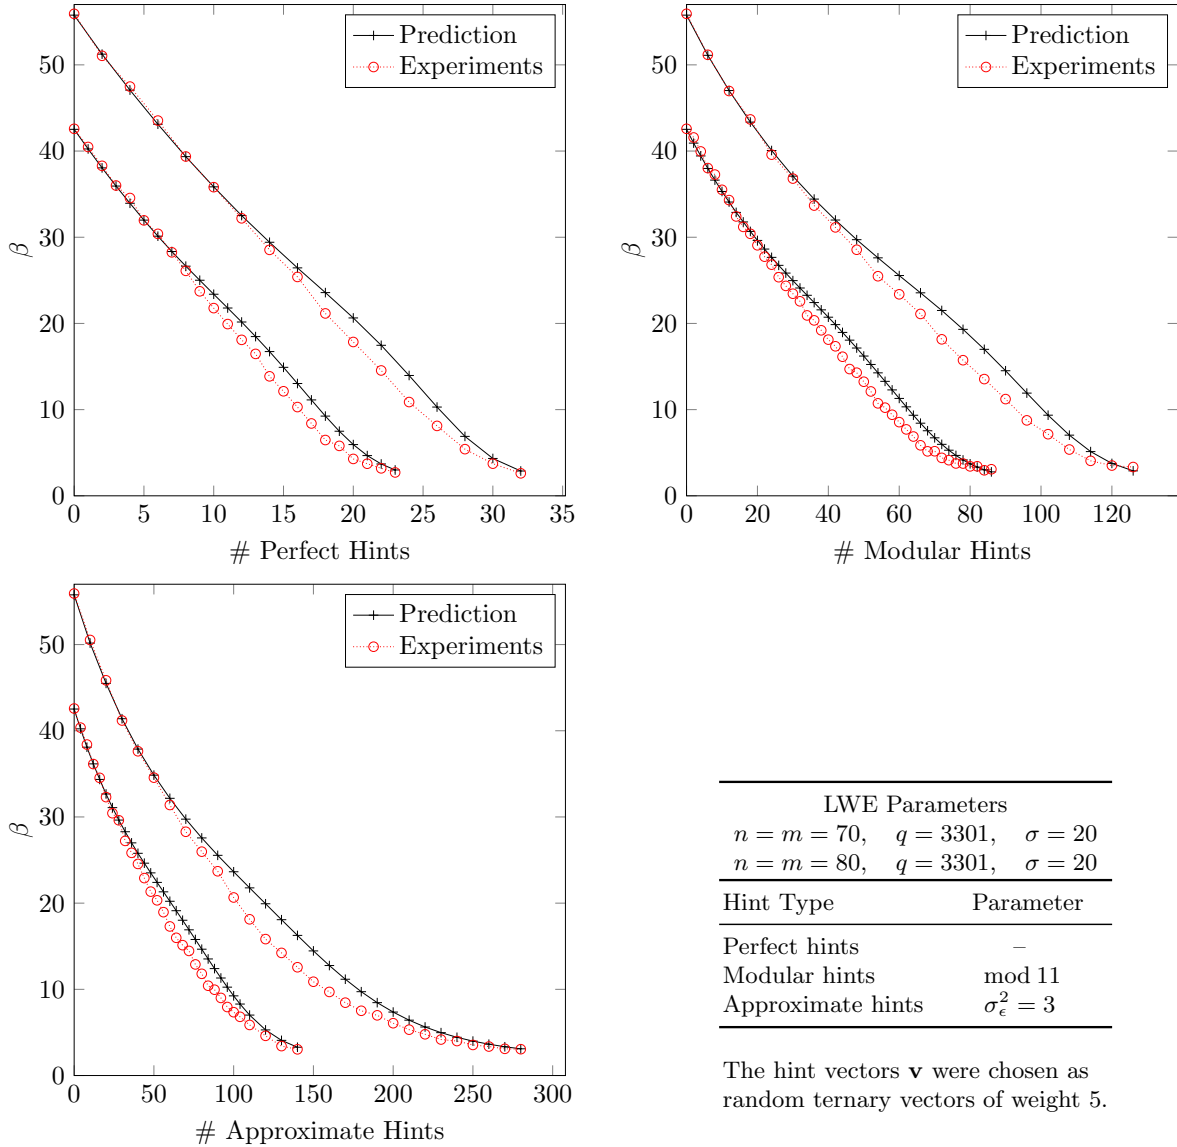 Prediction
Experiments
β
0
10
20
30
40
50
0 5 10 15 20 25 30 35
# Perfect Hints
Prediction
Experiments
β
0
10
20
30
40
50
0 20 40 60 80 100 120
# Modular Hints
Prediction
Experiments
β
0
10
20
30
40
50
0 50 100 150 200 250 300
# Approximate Hints
LWE Parameters
n = m = 70, q = 3301, σ = 20
n = m = 80, q = 3301, σ = 20
Hint Type Parameter
Perfect hints –
Modular hints mod 11
Approximate hints σ²_ϵ = 3
The hint vectors v were chosen as
random ternary vectors of weight 5.